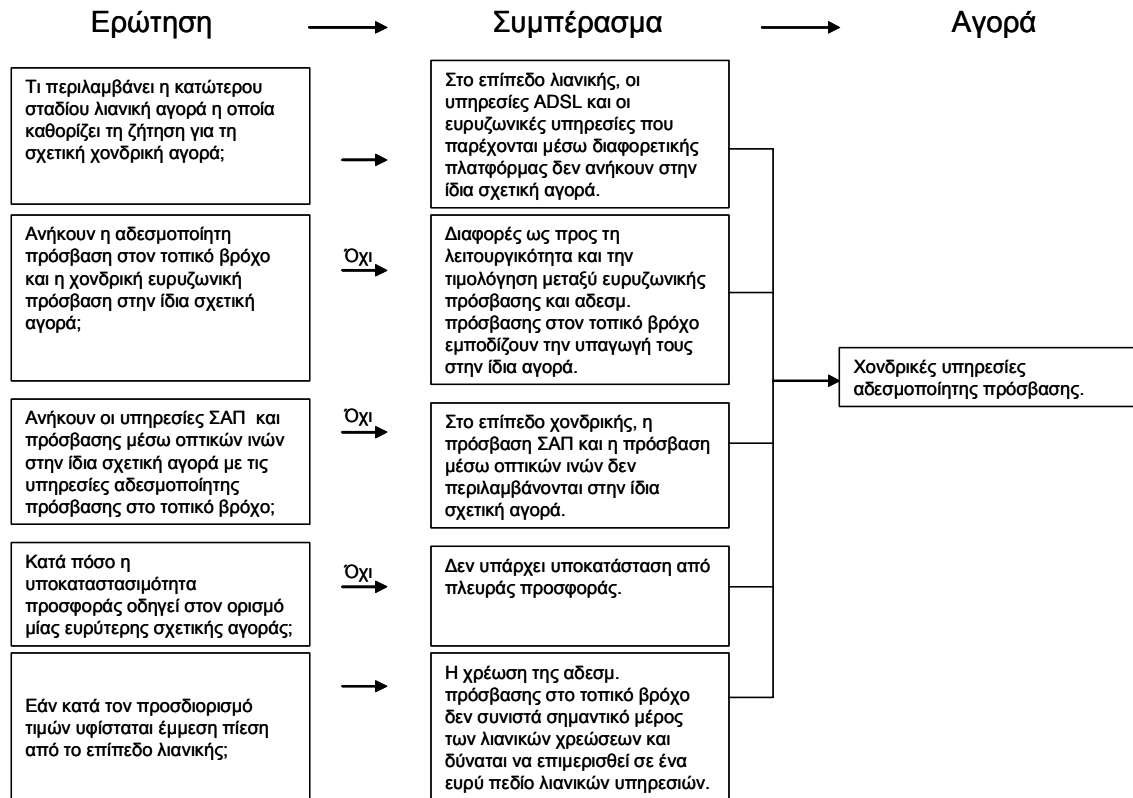 Ερώτηση
Συμπέρασμα
Αγορά
Τι περιλαμβάνει η κατώτερου
σταδίου λιανική αγορά η οποία
καθορίζει τη ζήτηση για τη
σχετική χονδρική αγορά;
Στο επίπεδο λιανικής, οι
υπηρεσίες ADSL και οι
ευρυζωνικές υπηρεσίες που
παρέχονται μέσω διαφορετικής
πλατφόρμας δεν ανήκουν στην
ίδια σχετική αγορά.
Ανήκουν η αδεσμοποίητη
πρόσβαση στον τοπικό βρόχο
και η χονδρική ευρυζωνική
πρόσβαση στην ίδια σχετική
αγορά;
Όχι
Διαφορές ως προς τη
λειτουργικότητα και την
τιμολόγηση μεταξύ ευρυζωνικής
πρόσβασης και αδεσμ.
πρόσβασης στον τοπικό βρόχο
εμποδίζουν την υπαγωγή τους
στην ίδια αγορά.
Χονδρικές υπηρεσίες
αδεσμοποίητης πρόσβασης.
Ανήκουν οι υπηρεσίες ΣΑΠ και
πρόσβασης μέσω οπτικών ινών
στην ίδια σχετική αγορά με τις
υπηρεσίες αδεσμοποίητης
πρόσβασης στο τοπικό βρόχο;
Όχι
Στο επίπεδο χονδρικής, η
πρόσβαση ΣΑΠ και η πρόσβαση
μέσω οπτικών ινών δεν
περιλαμβάνονται στην ίδια
σχετική αγορά.
Κατά πόσο η
υποκαταστασιμότητα
προσφοράς οδηγεί στον ορισμό
μίας ευρύτερης σχετικής αγοράς;
Όχι
Δεν υπάρχει υποκατάσταση από
πλευράς προσφοράς.
Εάν κατά τον προσδιορισμό
τιμών υφίσταται έμμεση πίεση
από το επίπεδο λιανικής;
Η χρέωση της αδεσμ.
πρόσβασης στο τοπικό βρόχο
δεν συνιστά σημαντικό μέρος
των λιανικών χρεώσεων και
δύναται να επιμερισθεί σε ένα
ευρύ πεδίο λιανικών υπηρεσιών.